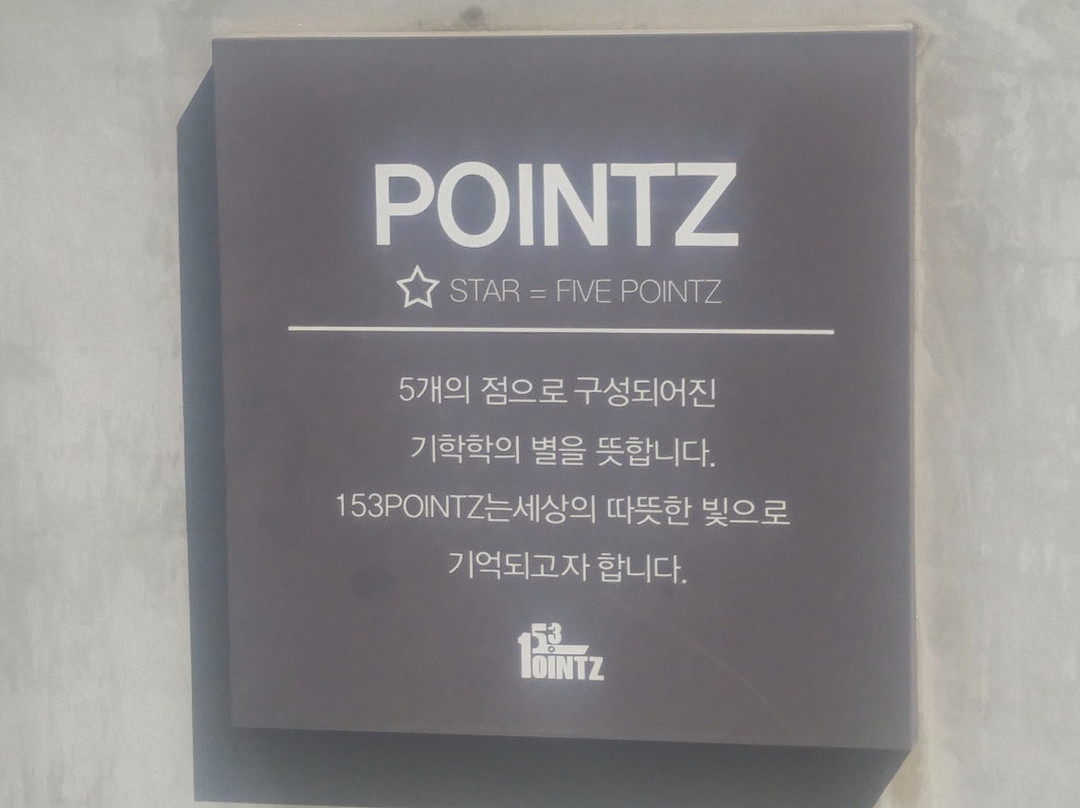 POINTZ
☆ STAR = FIVE POINTZ
5개의 점으로 구성되어진
기학학의 별을 뜻합니다.
153POINTZ는세상의 따뜻한 빛으로
기억되고자 합니다.
153
POINTZ